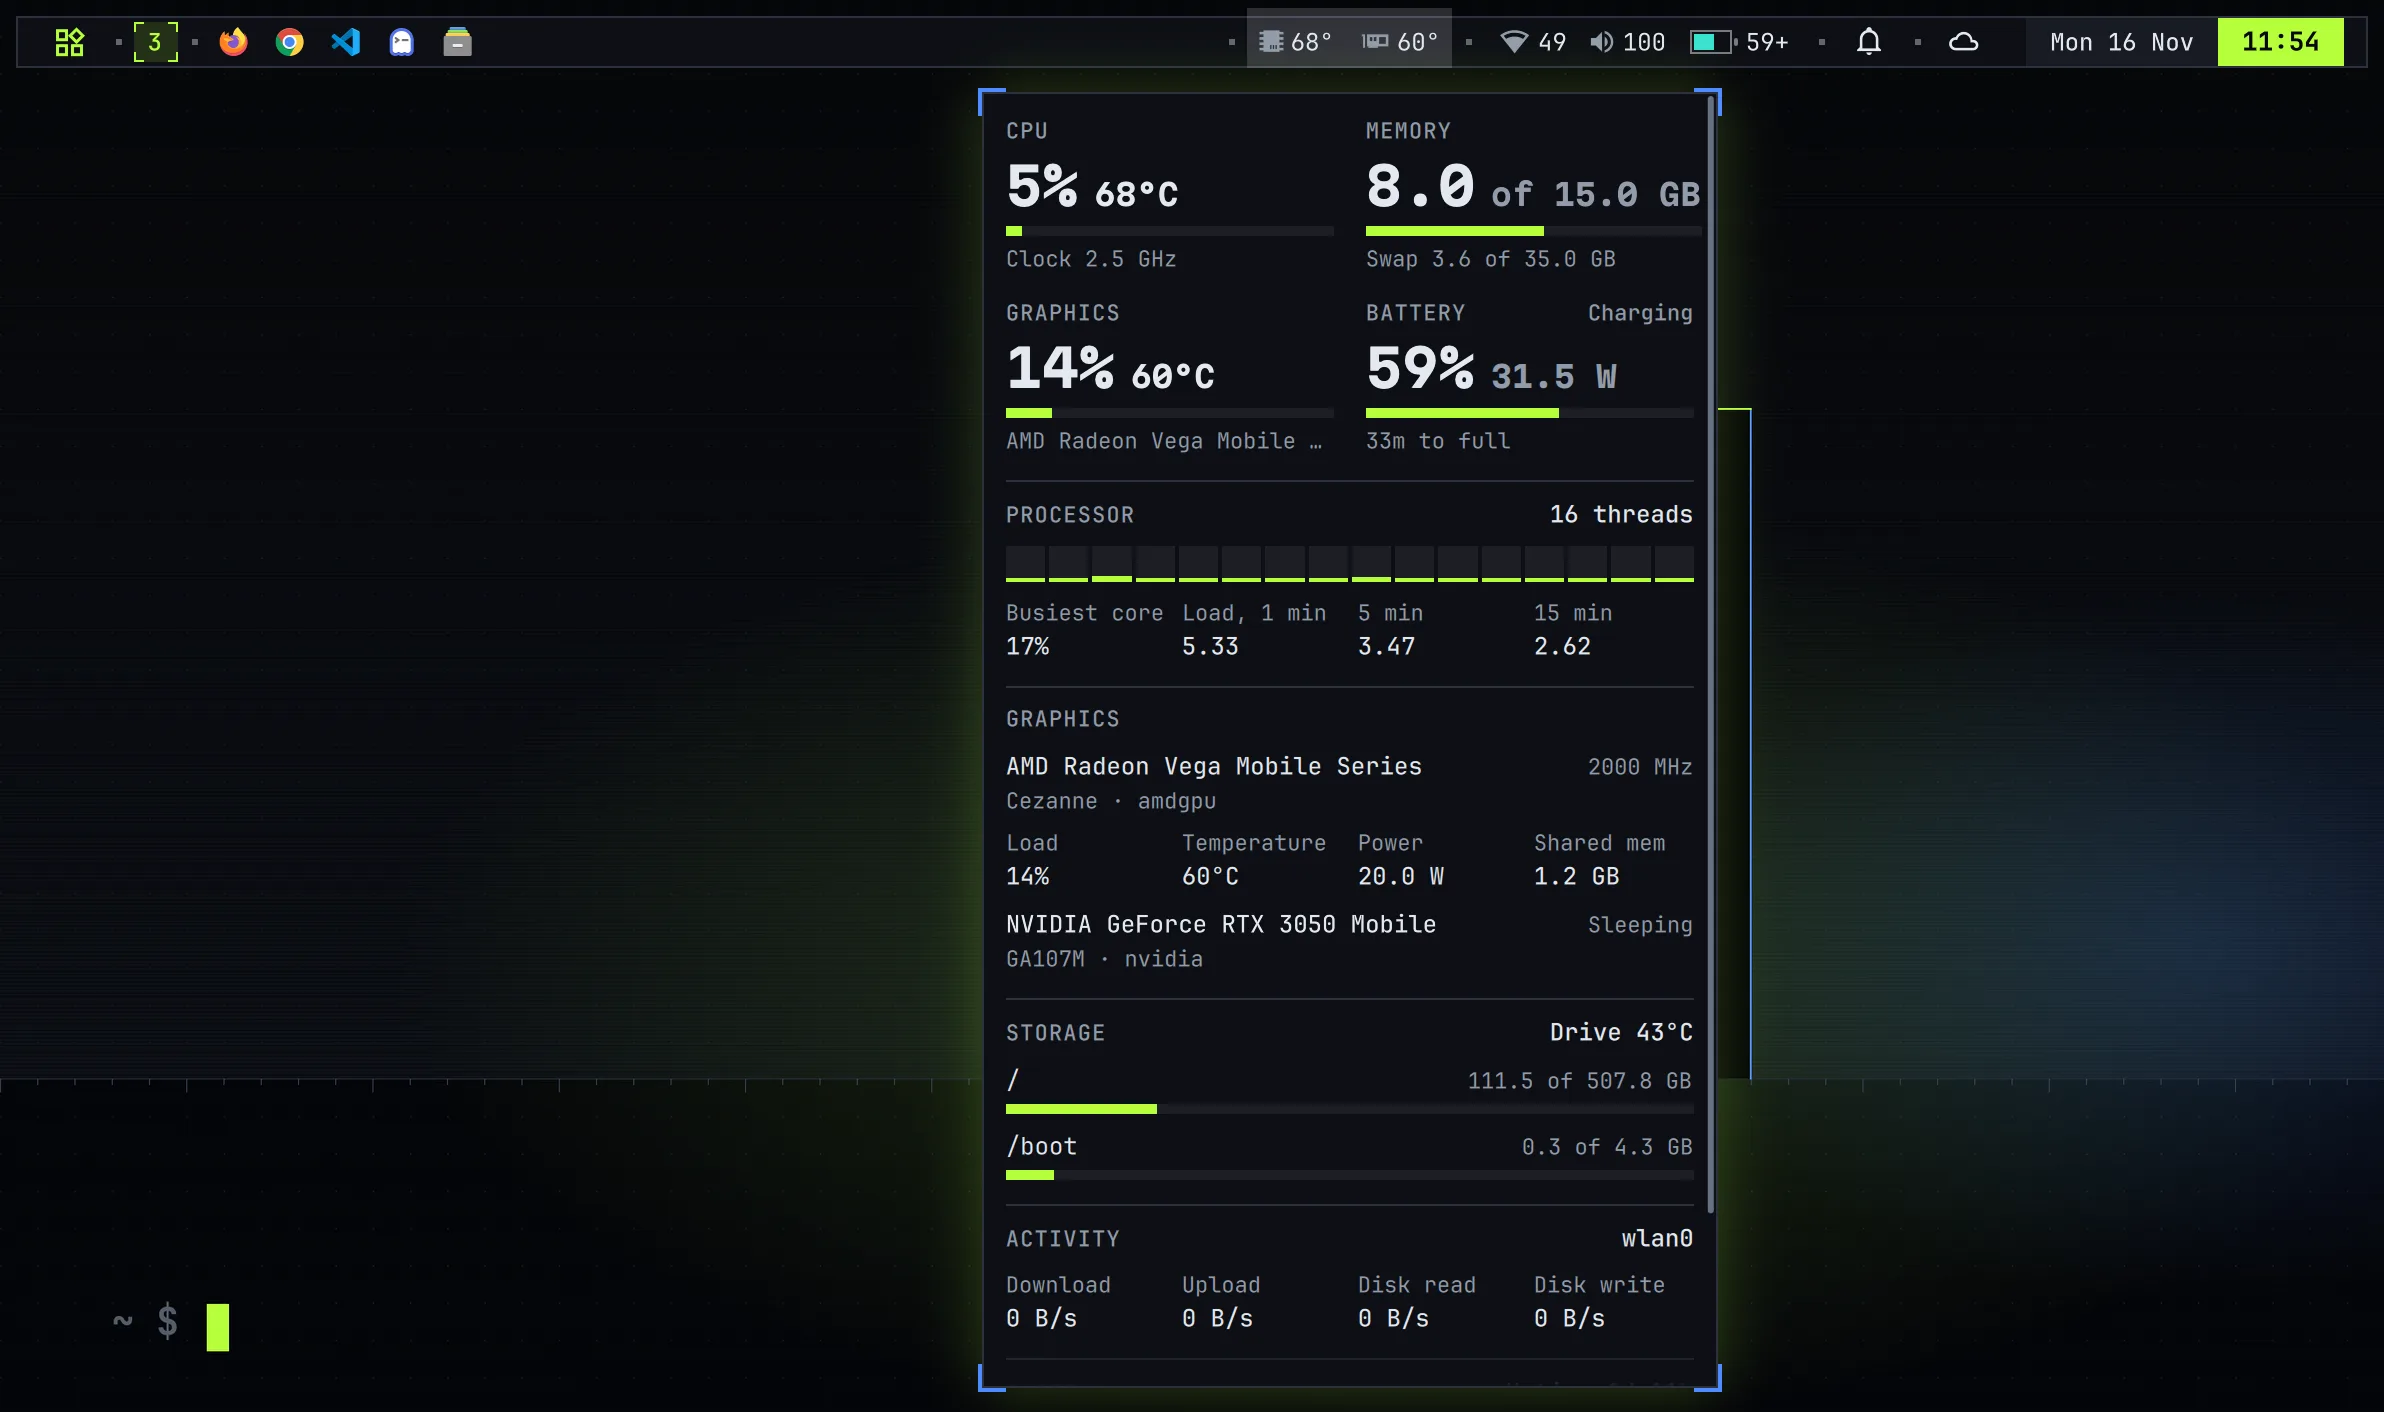 3 68° 60° 49 100 59+ Mon 16 Nov 11:54
CPU
5% 68°C
Clock 2.5 GHz
MEMORY
8.0 of 15.0 GB
Swap 3.6 of 35.0 GB
GRAPHICS
14% 60°C
AMD Radeon Vega Mobile …
BATTERY Charging
59% 31.5 W
33m to full
PROCESSOR 16 threads
Busiest core Load, 1 min 5 min 15 min
17% 5.33 3.47 2.62
GRAPHICS
AMD Radeon Vega Mobile Series 2000 MHz
Cezanne · amdgpu
Load Temperature Power Shared mem
14% 60°C 20.0 W 1.2 GB
NVIDIA GeForce RTX 3050 Mobile Sleeping
GA107M · nvidia
STORAGE Drive 43°C
/ 111.5 of 507.8 GB
/boot 0.3 of 4.3 GB
ACTIVITY wlan0
Download Upload Disk read Disk write
0 B/s 0 B/s 0 B/s 0 B/s
~ $